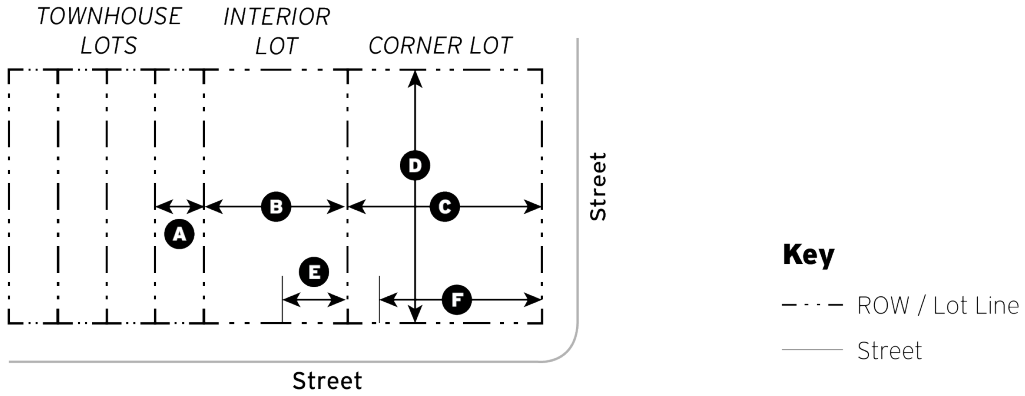 TOWNHOUSE
LOTS
INTERIOR
LOT
CORNER LOT
D
B
C
A
E
F
Street
Street
Key
ROW / Lot Line
Street